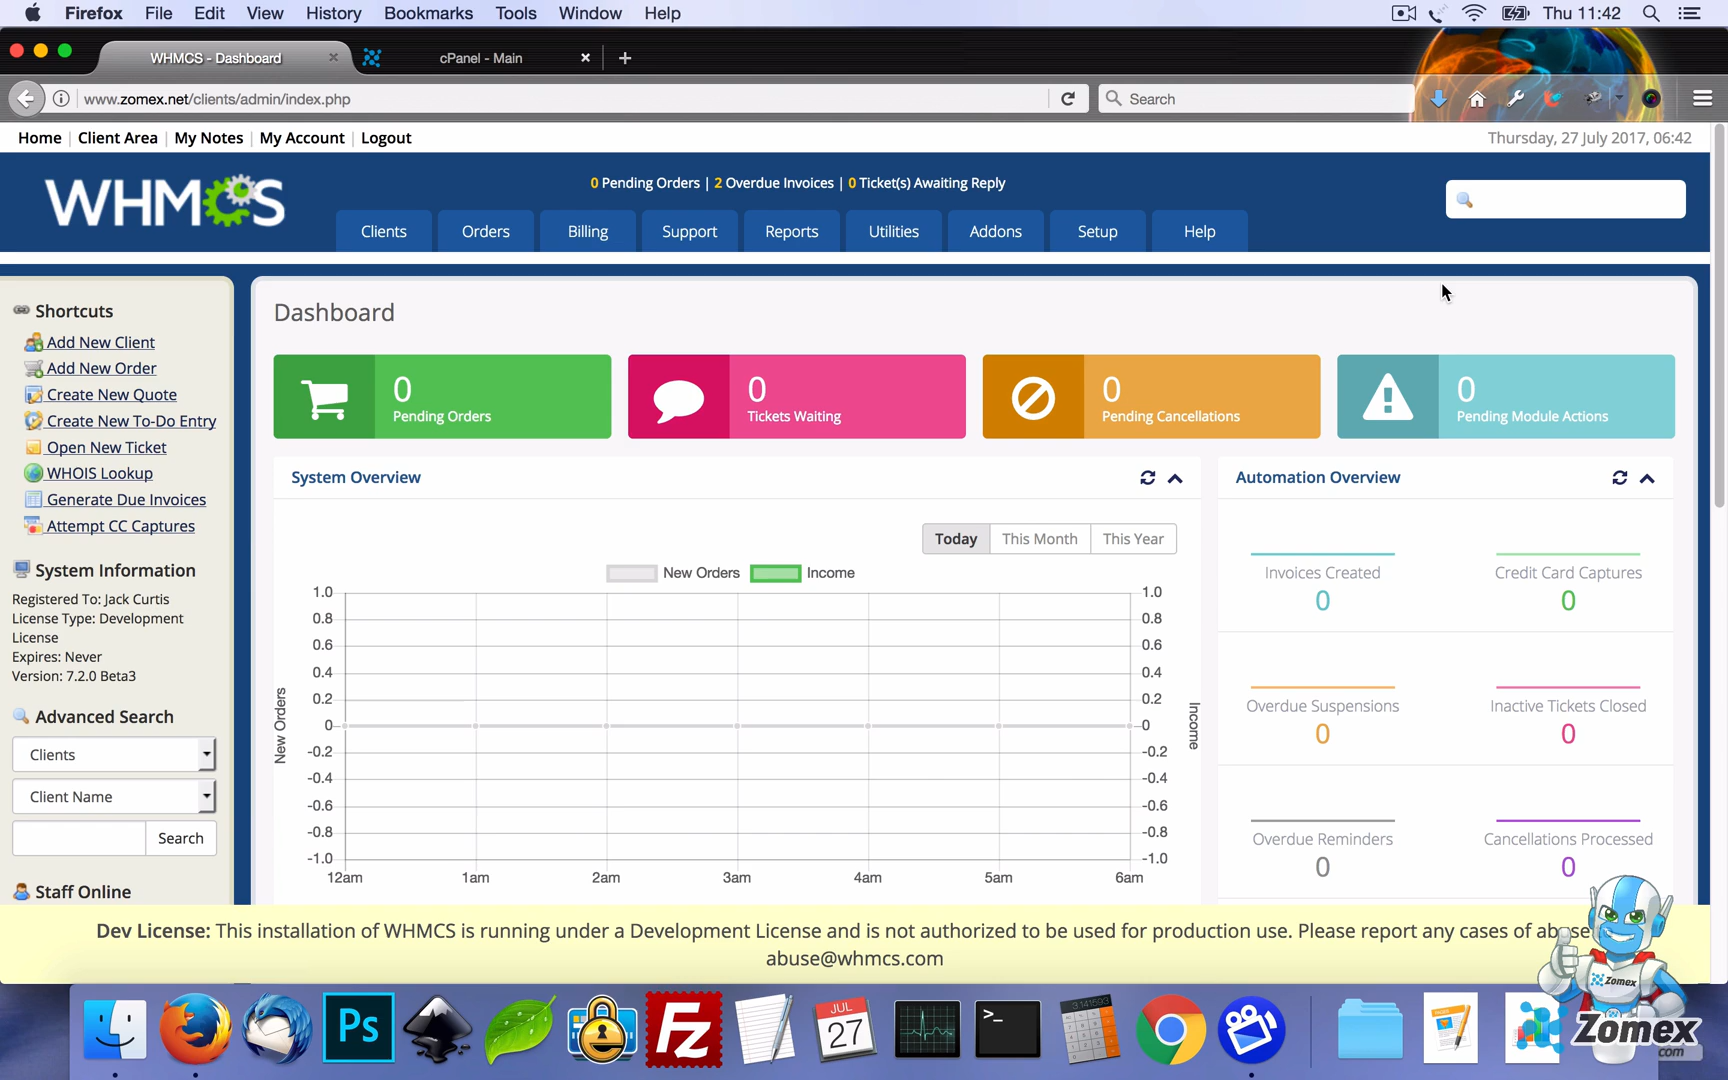 Firefox File Edit View History Bookmarks Tools Window Help Thu 11:42
WHMCS - Dashboard cPanel - Main
www.zomex.net/clients/admin/index.php Search
Home | Client Area | My Notes | My Account | Logout Thursday, 27 July 2017, 06:42
WHMCS
0 Pending Orders | 2 Overdue Invoices | 0 Ticket(s) Awaiting Reply
Clients Orders Billing Support Reports Utilities Addons Setup Help
Shortcuts
Add New Client
Add New Order
Create New Quote
Create New To-Do Entry
Open New Ticket
WHOIS Lookup
Generate Due Invoices
Attempt CC Captures
System Information
Registered To: Jack Curtis
License Type: Development
License
Expires: Never
Version: 7.2.0 Beta3
Advanced Search
Clients
Client Name
Search
Staff Online
Dashboard
0
Pending Orders
0
Tickets Waiting
0
Pending Cancellations
0
Pending Module Actions
System Overview
Today This Month This Year
New Orders Income
1.0 1.0
0.8 0.8
0.6 0.6
0.4 0.4
0.2 0.2
0 0
-0.2 -0.2
-0.4 -0.4
-0.6 -0.6
-0.8 -0.8
-1.0 -1.0
New Orders
Income
12am 1am 2am 3am 4am 5am 6am
Automation Overview
Invoices Created
0
Credit Card Captures
0
Overdue Suspensions
0
Inactive Tickets Closed
0
Overdue Reminders
0
Cancellations Processed
0
Dev License: This installation of WHMCS is running under a Development License and is not authorized to be used for production use. Please report any cases of abuse
abuse@whmcs.com
Ps
Fz
JUL
27
>_
3.141593
Zomex
Zomex
.com